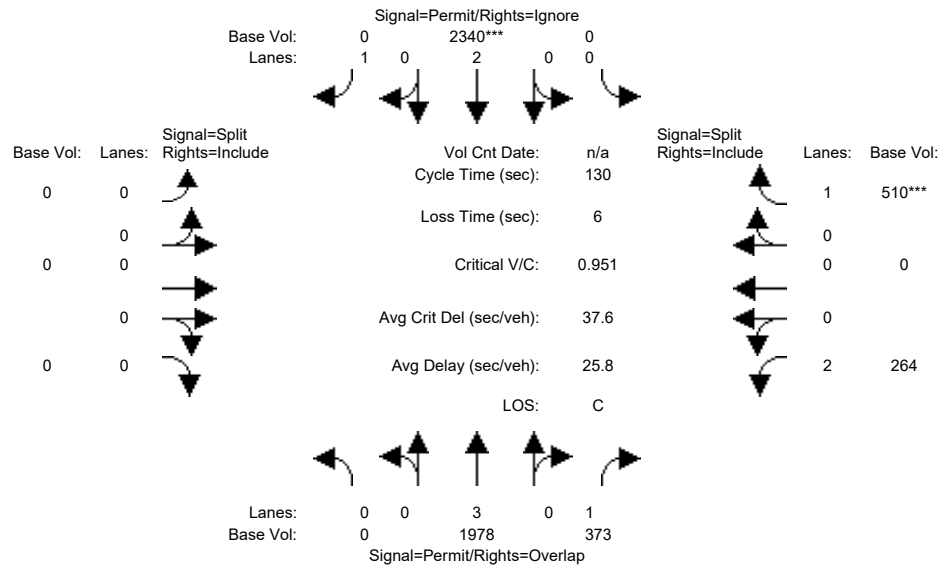 Signal=Permit/Rights=Ignore
Base Vol: 0 2340*** 0
Lanes: 1 0 2 0 0
Signal=Split
Base Vol: Lanes: Rights=Include
Vol Cnt Date: n/a
Signal=Split
Rights=Include Lanes: Base Vol:
Cycle Time (sec): 130
0 0
1 510***
Loss Time (sec): 6
0
0
0 0
Critical V/C: 0.951
0 0
0
Avg Crit Del (sec/veh): 37.6
0
0 0
Avg Delay (sec/veh): 25.8
2 264
LOS: C
Lanes: 0 0 3 0 1
Base Vol: 0 1978 373
Signal=Permit/Rights=Overlap